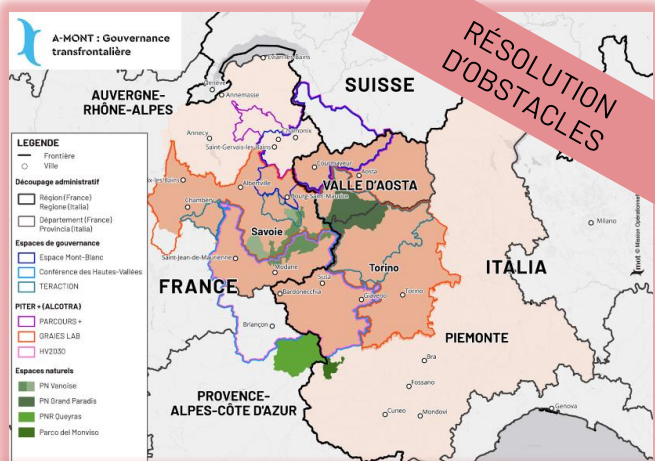 A-MONT : Gouvernance
transfrontalière
RÉSOLUTION
D'OBSTACLES
AUVERGNE-
RHÔNE-ALPES
SUISSE
Genève
Annemasse
Annecy
Saint-Gervais-les-Bains
Chamonix
Courmayeur
Aosta
VALLE D'AOSTA
Albertville
Bourg-Saint-Maurice
Chambéry
Savoie
Saint-Jean-de-Maurienne
Modane
FRANCE
Bardonecchia
Susa
Torino
Giaveno
Torino
ITALIA
Milano
Briançon
PIEMONTE
PROVENCE-
ALPES-CÔTE D'AZUR
Bra
Fossano
Cuneo
Mondovi
Genova
LEGENDE
Frontière
Ville
Découpage administratif
Région (France)
Regione (Italia)
Département (France)
Provincia (Italia)
Espaces de gouvernance
Espace Mont-Blanc
Conférence des Hautes-Vallées
TERACTION
PITER + (ALCOTRA)
PARCOURS +
GRAIES LAB
HV2030
Espaces naturels
PN Vanoise
PN Grand Paradis
PNR Queyras
Parco del Monviso